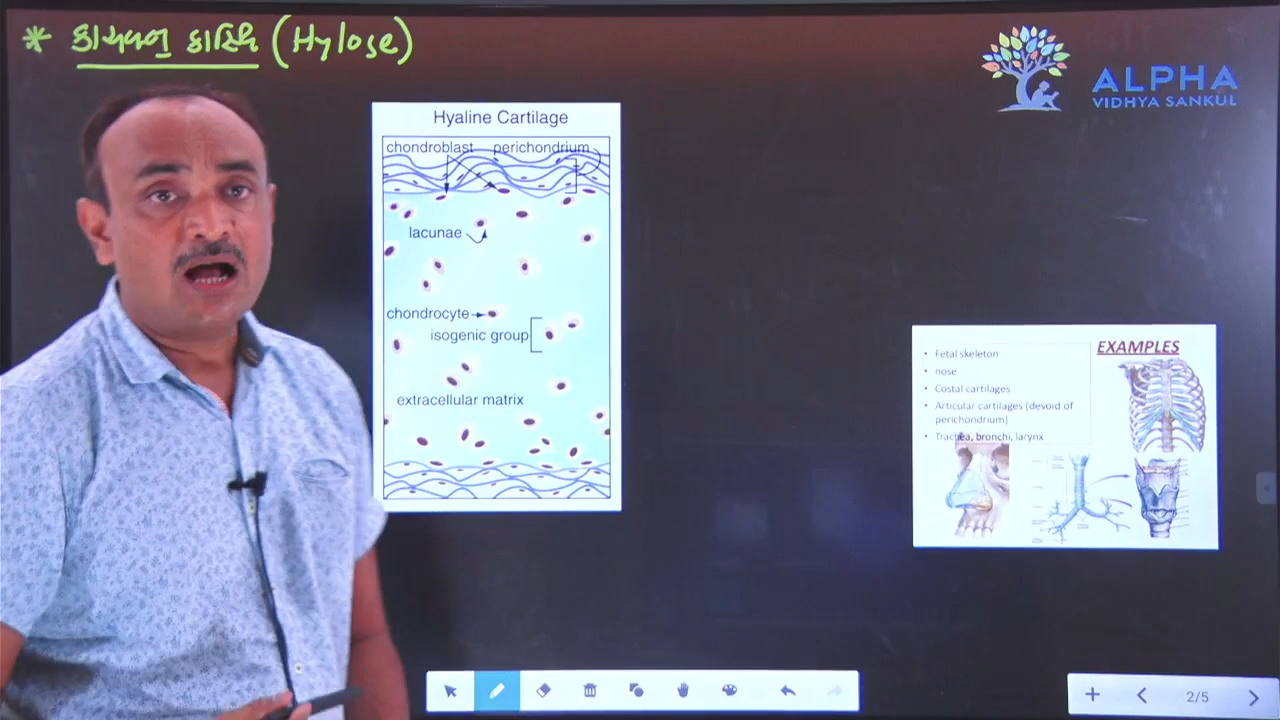 * કાચવત્ કાસ્થિ (Hylose)
ALPHA
VIDHYA SANKUL
Hyaline Cartilage
chondroblast perichondrium
lacunae
chondrocyte
isogenic group
extracellular matrix
EXAMPLES
• Fetal skeleton
• nose
• Costal cartilages
• Articular cartilages (devoid of
perichondrium)
• Trachea, bronchi, larynx
2/5